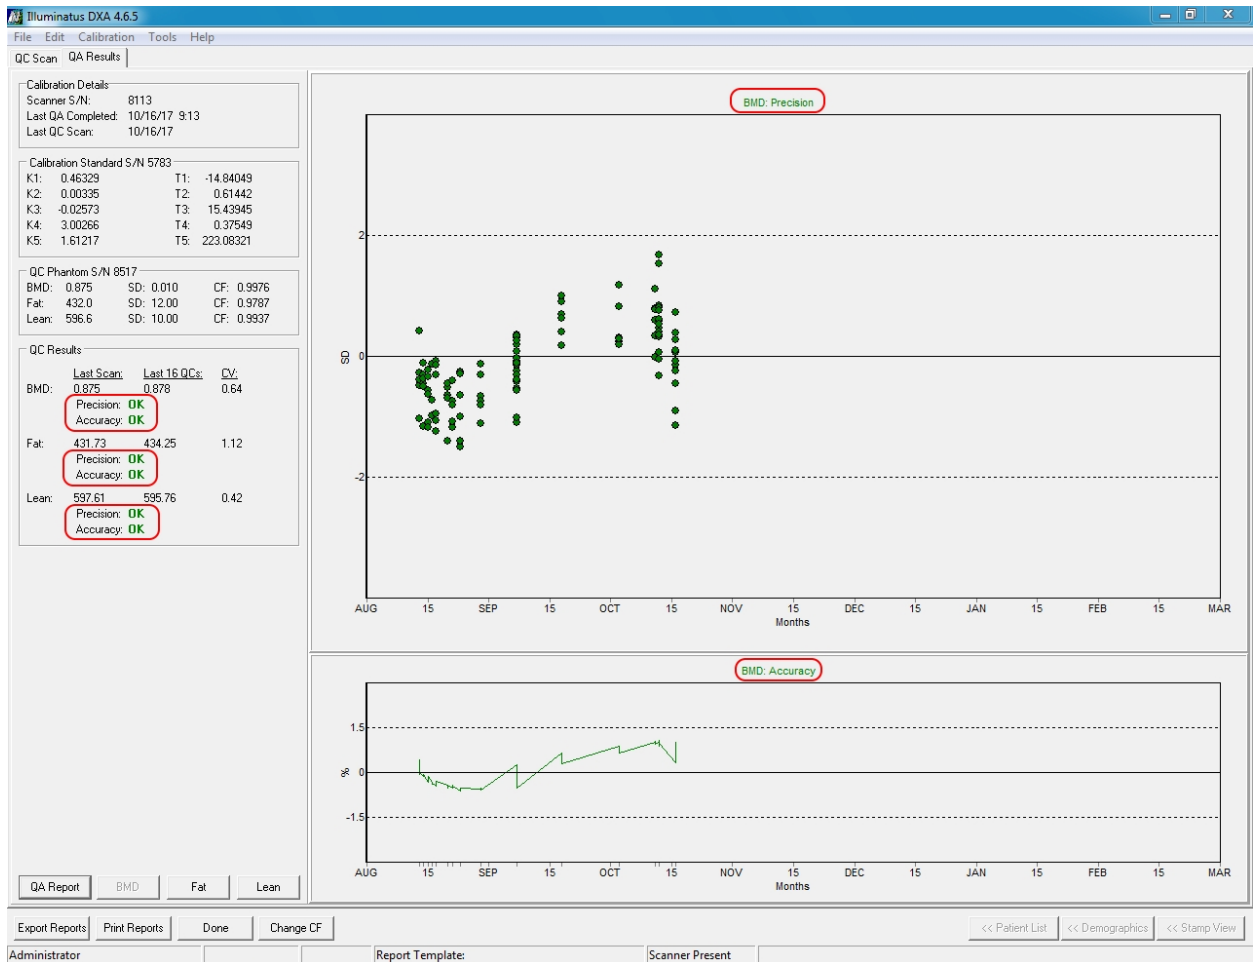 Illuminatus DXA 4.6.5
File Edit Calibration Tools Help
QC Scan QA Results
Calibration Details
Scanner S/N: 8113
Last QA Completed: 10/16/17 9:13
Last QC Scan: 10/16/17
Calibration Standard S/N 5783
K1: 0.46329 T1: -14.84049
K2: 0.00335 T2: 0.61442
K3: -0.02573 T3: 15.43945
K4: 3.00266 T4: 0.37549
K5: 1.61217 T5: 223.08321
QC Phantom S/N 8517
BMD: 0.875 SD: 0.010 CF: 0.9976
Fat: 432.0 SD: 12.00 CF: 0.9787
Lean: 596.6 SD: 10.00 CF: 0.9937
QC Results
Last Scan: Last 16 QCs: CV:
BMD: 0.875 0.878 0.64
Precision: OK
Accuracy: OK
Fat: 431.73 434.25 1.12
Precision: OK
Accuracy: OK
Lean: 597.61 595.76 0.42
Precision: OK
Accuracy: OK
QA Report BMD Fat Lean
BMD: Precision
2
SD 0
-2
AUG 15 SEP 15 OCT 15 NOV 15 DEC 15 JAN 15 FEB 15 MAR
Months
BMD: Accuracy
1.5
% 0
-1.5
AUG 15 SEP 15 OCT 15 NOV 15 DEC 15 JAN 15 FEB 15 MAR
Months
Export Reports Print Reports Done Change CF << Patient List << Demographics << Stamp View
Administrator Report Template: Scanner Present